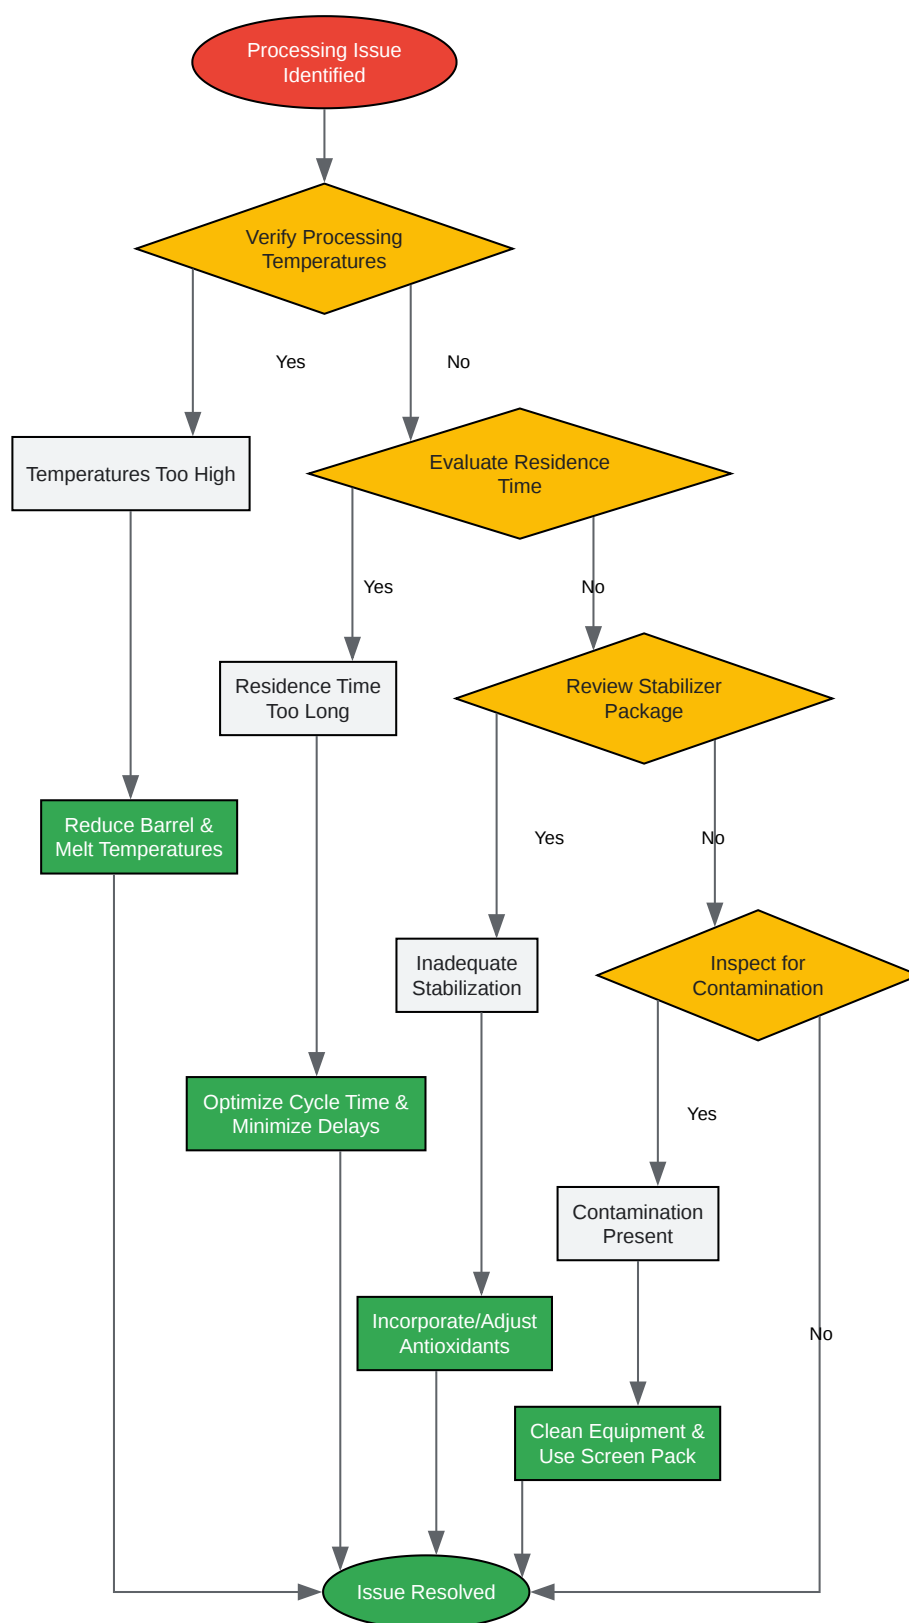 Processing Issue
Identified
Verify Processing
Temperatures
Yes
No
Temperatures Too High
Evaluate Residence
Time
Yes
No
Residence Time
Too Long
Review Stabilizer
Package
Reduce Barrel &
Melt Temperatures
Yes
No
Inadequate
Stabilization
Inspect for
Contamination
Optimize Cycle Time &
Minimize Delays
Yes
Contamination
Present
Incorporate/Adjust
Antioxidants
No
Clean Equipment &
Use Screen Pack
Issue Resolved